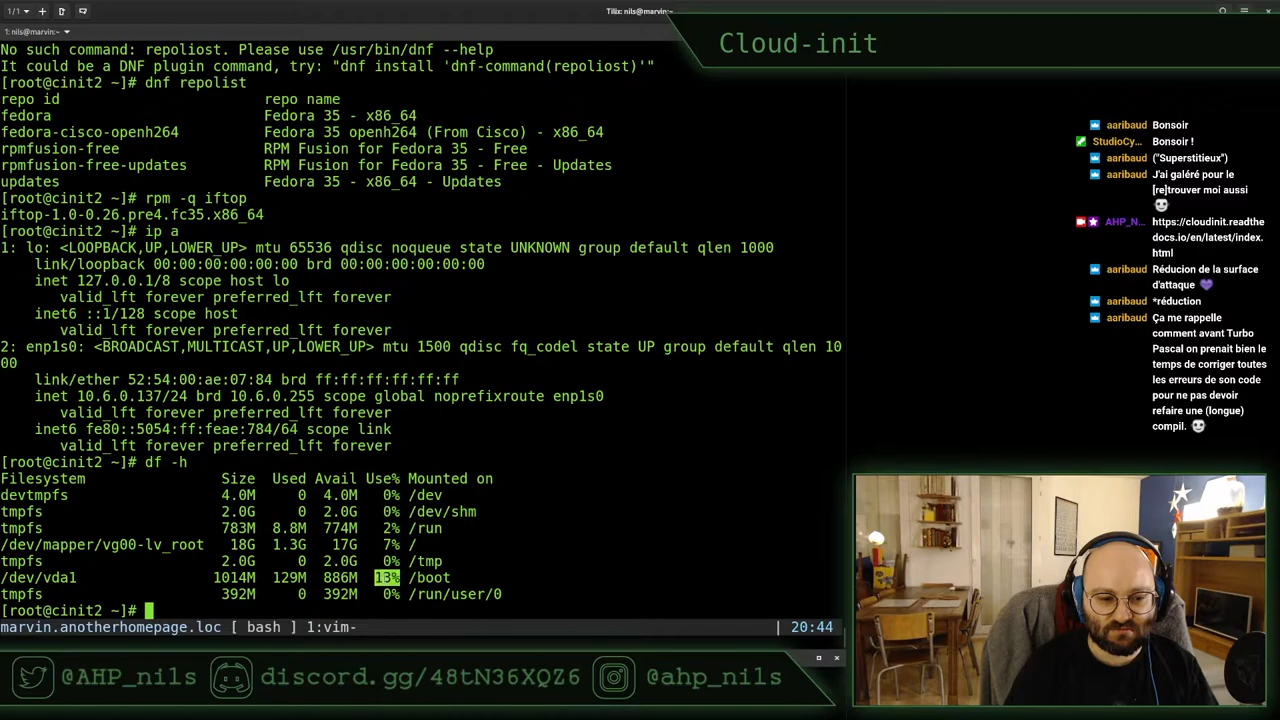 1/1
Tilix: nils@marvin:~
1: nils@marvin:~
Cloud-init
No such command: repoliost. Please use /usr/bin/dnf --help
It could be a DNF plugin command, try: "dnf install 'dnf-command(repoliost)'"
[root@cinit2 ~]# dnf repolist
repo id                        repo name
fedora                         Fedora 35 - x86_64
fedora-cisco-openh264          Fedora 35 openh264 (From Cisco) - x86_64
rpmfusion-free                 RPM Fusion for Fedora 35 - Free
rpmfusion-free-updates         RPM Fusion for Fedora 35 - Free - Updates
updates                        Fedora 35 - x86_64 - Updates
[root@cinit2 ~]# rpm -q iftop
iftop-1.0-0.26.pre4.fc35.x86_64
[root@cinit2 ~]# ip a
1: lo: <LOOPBACK,UP,LOWER_UP> mtu 65536 qdisc noqueue state UNKNOWN group default qlen 1000
    link/loopback 00:00:00:00:00:00 brd 00:00:00:00:00:00
    inet 127.0.0.1/8 scope host lo
       valid_lft forever preferred_lft forever
    inet6 ::1/128 scope host
       valid_lft forever preferred_lft forever
2: enp1s0: <BROADCAST,MULTICAST,UP,LOWER_UP> mtu 1500 qdisc fq_codel state UP group default qlen 10
00
    link/ether 52:54:00:ae:07:84 brd ff:ff:ff:ff:ff:ff
    inet 10.6.0.137/24 brd 10.6.0.255 scope global noprefixroute enp1s0
       valid_lft forever preferred_lft forever
    inet6 fe80::5054:ff:feae:784/64 scope link
       valid_lft forever preferred_lft forever
[root@cinit2 ~]# df -h
Filesystem                Size  Used Avail Use% Mounted on
devtmpfs                  4.0M     0  4.0M   0% /dev
tmpfs                     2.0G     0  2.0G   0% /dev/shm
tmpfs                     783M  8.8M  774M   2% /run
/dev/mapper/vg00-lv_root   18G  1.3G   17G   7% /
tmpfs                     2.0G     0  2.0G   0% /tmp
/dev/vda1                1014M  129M  886M  13% /boot
tmpfs                     392M     0  392M   0% /run/user/0
[root@cinit2 ~]#
marvin.anotherhomepage.loc [ bash ] 1:vim- | 20:44
aaribaud Bonsoir
StudioCy... Bonsoir !
aaribaud ("Superstitieux")
aaribaud J'ai galéré pour le
[re]trouver moi aussi
AHP_N... https://cloudinit.readthe
docs.io/en/latest/index.
html
aaribaud Réducion de la surface
d'attaque
aaribaud *réduction
aaribaud Ça me rappelle
comment avant Turbo
Pascal on prenait bien le
temps de corriger toutes
les erreurs de son code
pour ne pas devoir
refaire une (longue)
compil.
@AHP_nils discord.gg/48tN36XQZ6 @ahp_nils